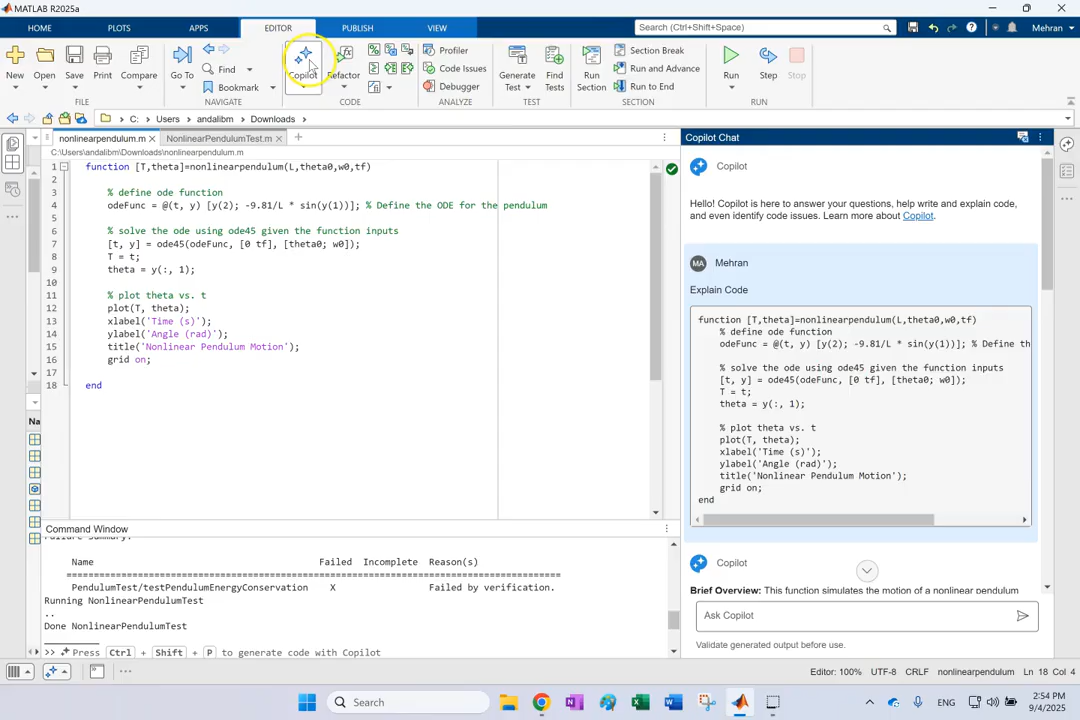 MATLAB R2025a
HOME PLOTS APPS EDITOR PUBLISH VIEW
Search (Ctrl+Shift+Space)
Mehran
New Open Save Print Compare
FILE
Go To Find Bookmark
NAVIGATE
Copilot Refactor
CODE
Profiler
Code Issues
Debugger
ANALYZE
Generate Test Find Tests
TEST
Run Section
Section Break
Run and Advance
Run to End
SECTION
Run Step Stop
RUN
C: Users andalibm Downloads
nonlinearpendulum.m NonlinearPendulumTest.m
C:\Users\andalibm\Downloads\nonlinearpendulum.m
1 function [T,theta]=nonlinearpendulum(L,theta0,w0,tf)
2
3 % define ode function
4 odeFunc = @(t, y) [y(2); -9.81/L * sin(y(1))]; % Define the ODE for the pendulum
5
6 % solve the ode using ode45 given the function inputs
7 [t, y] = ode45(odeFunc, [0 tf], [theta0; w0]);
8 T = t;
9 theta = y(:, 1);
10
11 % plot theta vs. t
12 plot(T, theta);
13 xlabel('Time (s)');
14 ylabel('Angle (rad)');
15 title('Nonlinear Pendulum Motion');
16 grid on;
17
18 end
Na
Command Window
Failure Summary:
Name Failed Incomplete Reason(s)
PendulumTest/testPendulumEnergyConservation X Failed by verification.
Running NonlinearPendulumTest
..
Done NonlinearPendulumTest
>> Press Ctrl + Shift + P to generate code with Copilot
Copilot Chat
Copilot
Hello! Copilot is here to answer your questions, help write and explain code,
and even identify code issues. Learn more about Copilot.
MA Mehran
Explain Code
function [T,theta]=nonlinearpendulum(L,theta0,w0,tf)
% define ode function
odeFunc = @(t, y) [y(2); -9.81/L * sin(y(1))]; % Define th
% solve the ode using ode45 given the function inputs
[t, y] = ode45(odeFunc, [0 tf], [theta0; w0]);
T = t;
theta = y(:, 1);
% plot theta vs. t
plot(T, theta);
xlabel('Time (s)');
ylabel('Angle (rad)');
title('Nonlinear Pendulum Motion');
grid on;
end
Copilot
Brief Overview: This function simulates the motion of a nonlinear pendulum
Ask Copilot
Validate generated output before use.
Editor: 100% UTF-8 CRLF nonlinearpendulum Ln 18 Col 4
Search
ENG
2:54 PM
9/4/2025